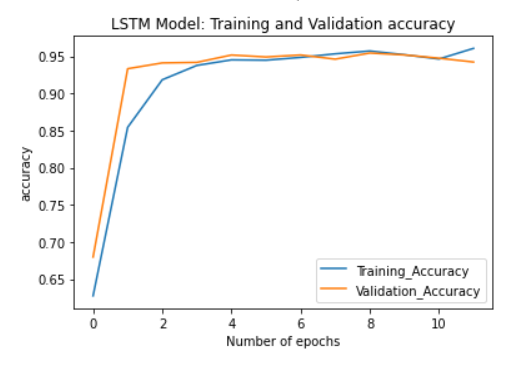 LSTM Model: Training and Validation accuracy
0.95
0.90
0.85
0.80
0.75
0.70
0.65
accuracy
Training_Accuracy
Validation_Accuracy
0 2 4 6 8 10
Number of epochs